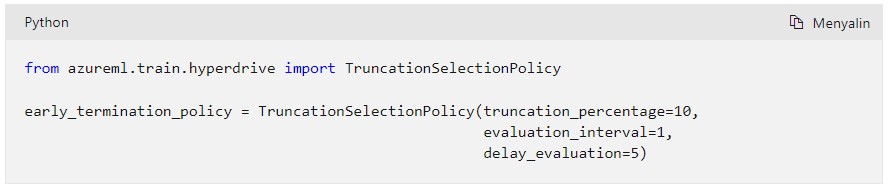 Python
Menyalin
from azureml.train.hyperdrive import TruncationSelectionPolicy
early_termination_policy = TruncationSelectionPolicy(truncation_percentage=10,
evaluation_interval=1,
delay_evaluation=5)